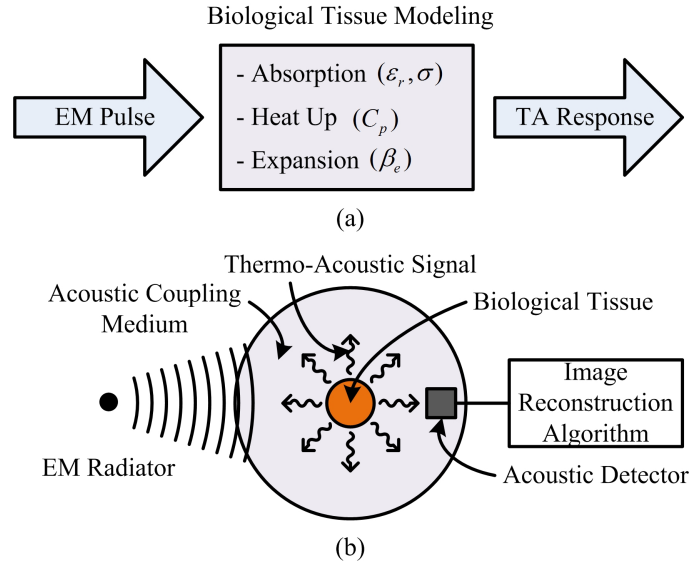 Biological Tissue Modeling
EM Pulse
- Absorption (εr, σ)
- Heat Up (Cp)
- Expansion (βe)
TA Response
(a)
Thermo-Acoustic Signal
Acoustic Coupling
Medium
Biological Tissue
EM Radiator
Image
Reconstruction
Algorithm
Acoustic Detector
(b)